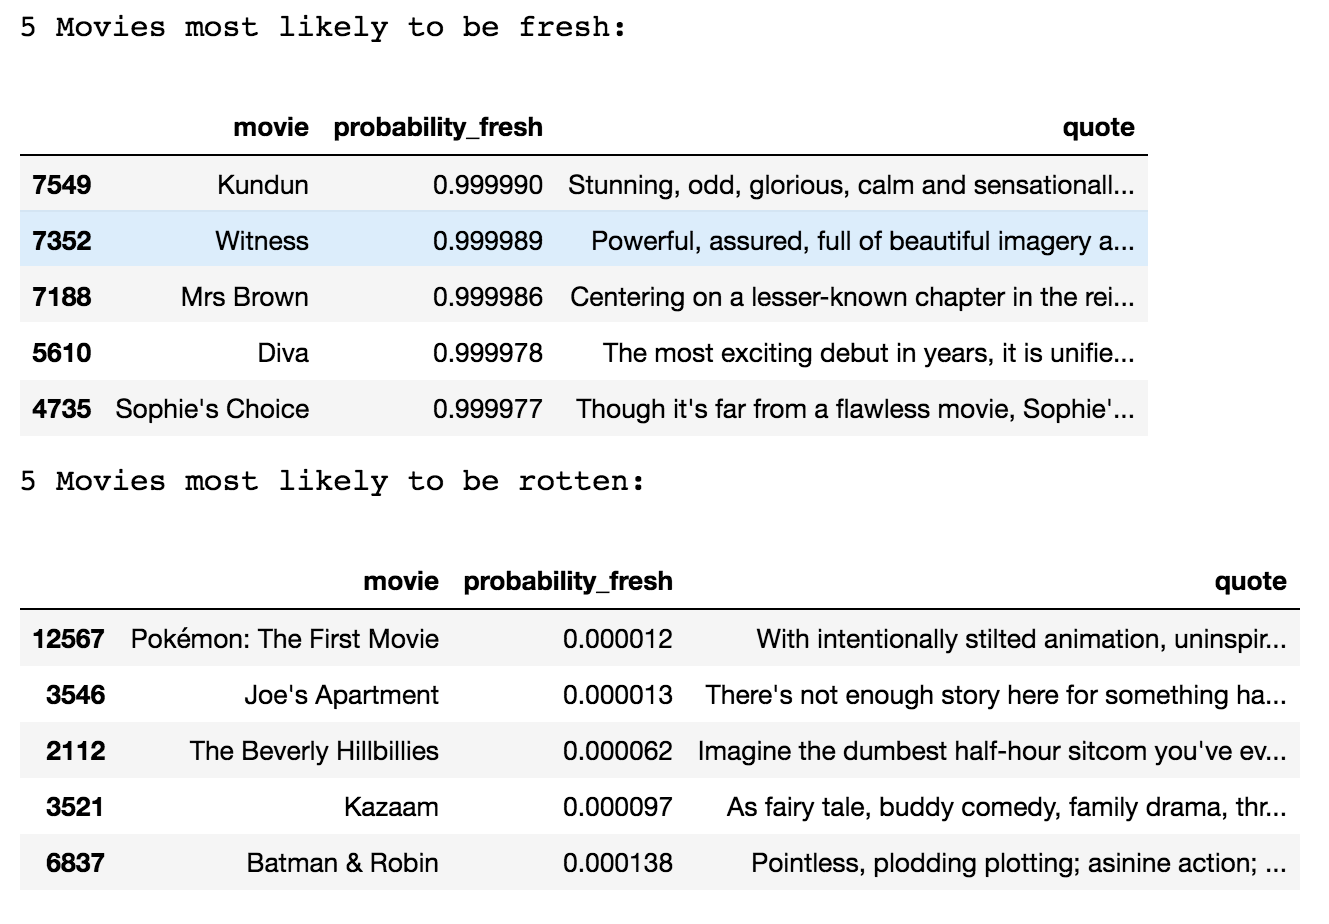 5 Movies most likely to be fresh:
movie probability_fresh quote
7549 Kundun 0.999990 Stunning, odd, glorious, calm and sensationall...
7352 Witness 0.999989 Powerful, assured, full of beautiful imagery a...
7188 Mrs Brown 0.999986 Centering on a lesser-known chapter in the rei...
5610 Diva 0.999978 The most exciting debut in years, it is unifie...
4735 Sophie's Choice 0.999977 Though it's far from a flawless movie, Sophie'...
5 Movies most likely to be rotten:
movie probability_fresh quote
12567 Pokémon: The First Movie 0.000012 With intentionally stilted animation, uninspir...
3546 Joe's Apartment 0.000013 There's not enough story here for something ha...
2112 The Beverly Hillbillies 0.000062 Imagine the dumbest half-hour sitcom you've ev...
3521 Kazaam 0.000097 As fairy tale, buddy comedy, family drama, thr...
6837 Batman & Robin 0.000138 Pointless, plodding plotting; asinine action; ...